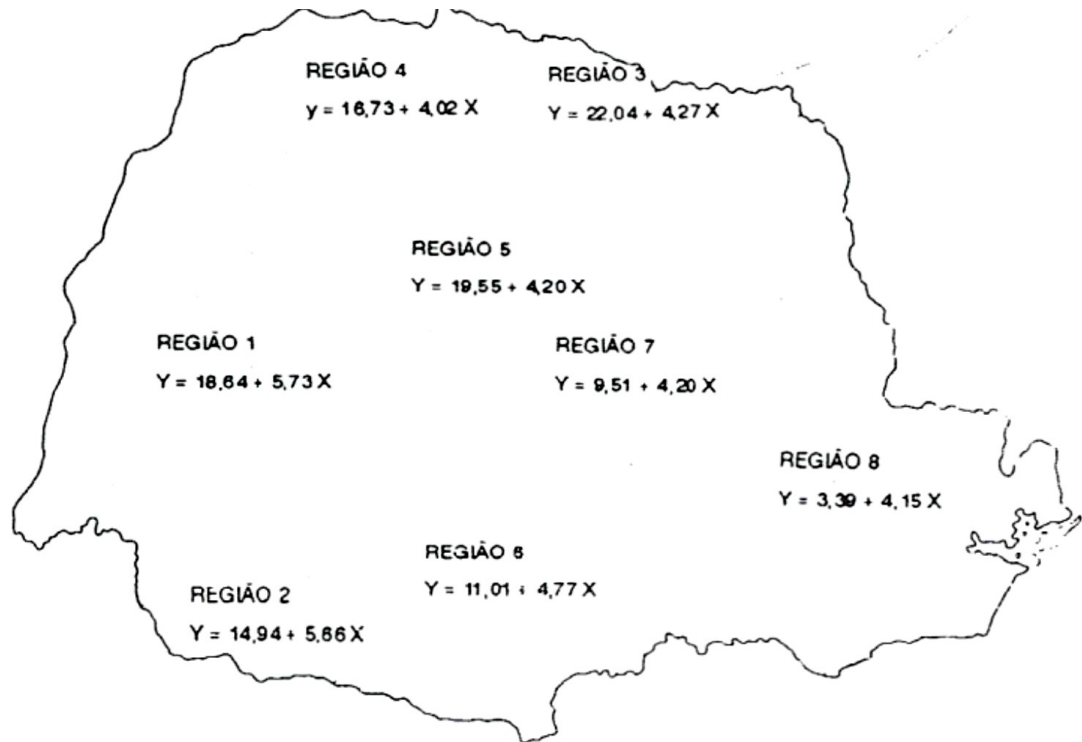 REGIÃO 4
y = 16,73 + 4,02 X
REGIÃO 3
Y = 22,04 + 4,27 X
REGIÃO 5
Y = 19,55 + 4,20 X
REGIÃO 1
Y = 18,64 + 5,73 X
REGIÃO 7
Y = 9,51 + 4,20 X
REGIÃO 8
Y = 3,39 + 4,15 X
REGIÃO 6
Y = 11,01 + 4,77 X
REGIÃO 2
Y = 14,94 + 5,66 X